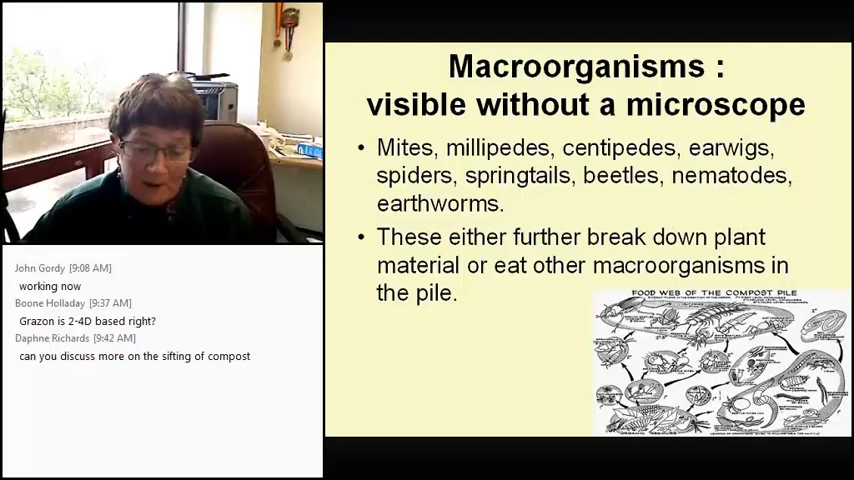 Macroorganisms :
visible without a microscope
• Mites, millipedes, centipedes, earwigs,
spiders, springtails, beetles, nematodes,
earthworms.
• These either further break down plant
material or eat other macroorganisms in
the pile.
FOOD WEB OF THE COMPOST PILE
John Gordy [9:08 AM]
working now
Boone Holladay [9:37 AM]
Grazon is 2-4D based right?
Daphne Richards [9:42 AM]
can you discuss more on the sifting of compost